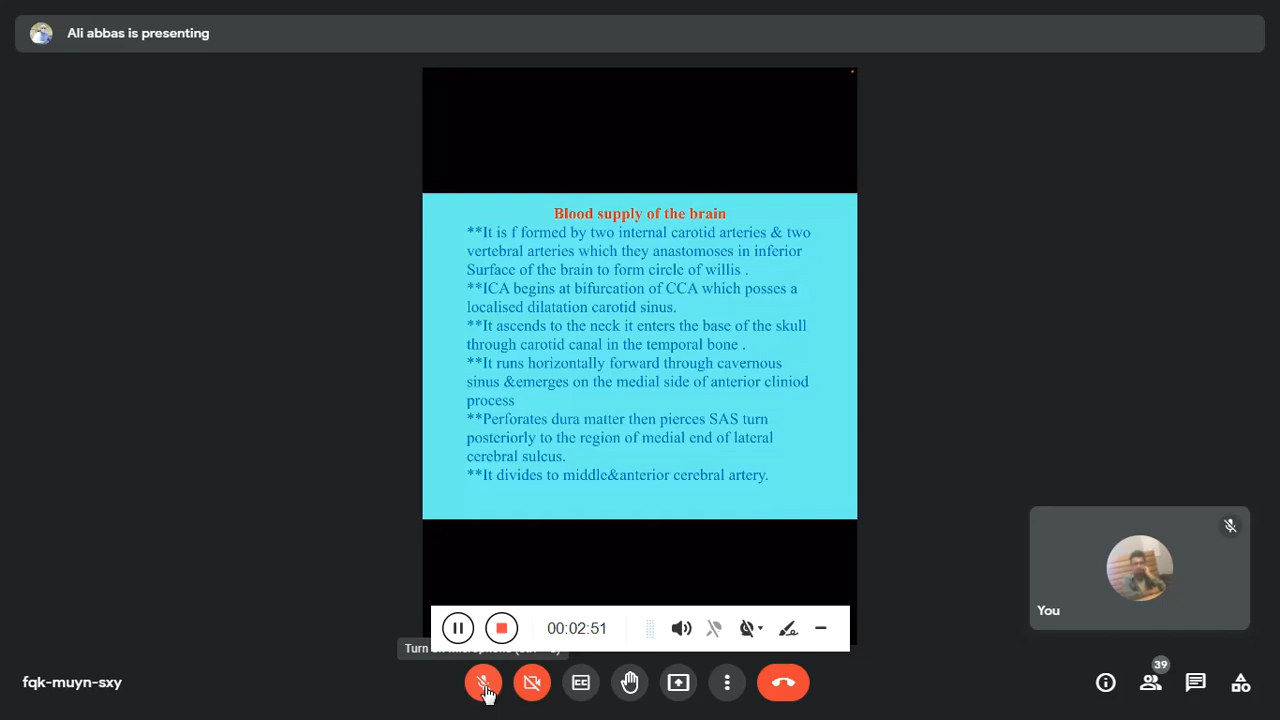 Ali abbas is presenting
Blood supply of the brain
**It is f formed by two internal carotid arteries & two
vertebral arteries which they anastomoses in inferior
Surface of the brain to form circle of willis .
**ICA begins at bifurcation of CCA which posses a
localised dilatation carotid sinus.
**It ascends to the neck it enters the base of the skull
through carotid canal in the temporal bone .
**It runs horizontally forward through cavernous
sinus &emerges on the medial side of anterior cliniod
process
**Perforates dura matter then pierces SAS turn
posteriorly to the region of medial end of lateral
cerebral sulcus.
**It divides to middle&anterior cerebral artery.
You
00:02:51
Turn
fqk-muyn-sxy
CC
39